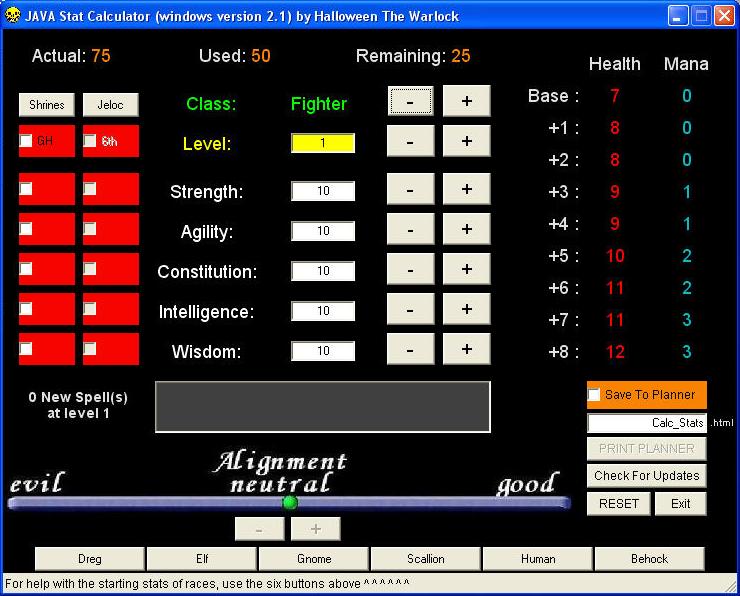 JAVA Stat Calculator (windows version 2.1) by Halloween The Warlock
Actual: 75 Used: 50 Remaining: 25
Health Mana
Shrines Jeloc Class: Fighter - + Base : 7 0
GH 6th Level: 1 - + +1 : 8 0
+2 : 8 0
Strength: 10 - + +3 : 9 1
Agility: 10 - + +4 : 9 1
Constitution: 10 - + +5 : 10 2
Intelligence: 10 - + +6 : 11 2
+7 : 11 3
Wisdom: 10 - + +8 : 12 3
0 New Spell(s)
at level 1
Save To Planner
Calc_Stats .html
PRINT PLANNER
Check For Updates
RESET Exit
Alignment
evil neutral good
- +
Dreg Elf Gnome Scallion Human Behock
For help with the starting stats of races, use the six buttons above ^ ^ ^ ^ ^ ^